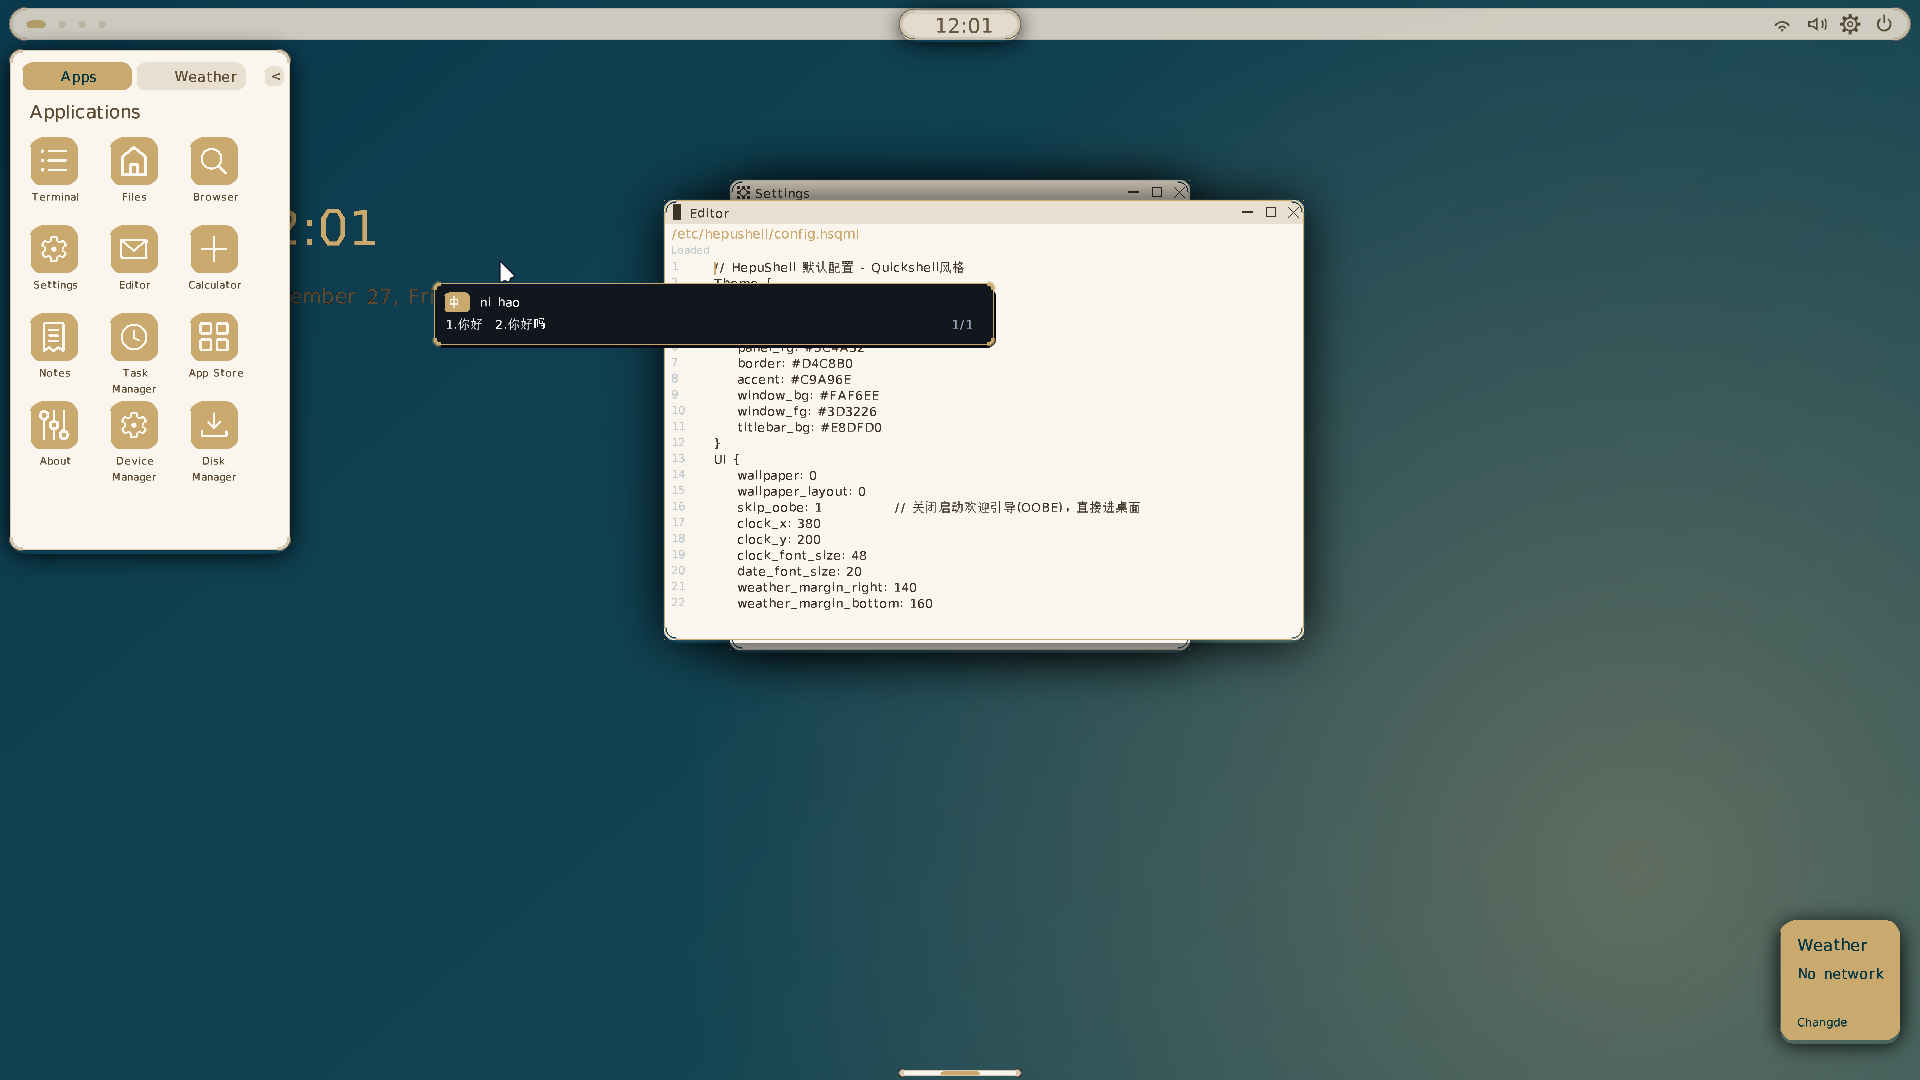 12:01
Apps
Weather
<
Applications
Terminal
Files
Browser
Settings
Editor
Calculator
Notes
Task Manager
App Store
About
Device Manager
Disk Manager
2:01
ember 27, Fri
Settings
Editor
/etc/hepushell/config.hsqml
Loaded
1 // HepuShell 默认配置 - Quickshell风格
2 Theme {
中 ni hao
1.你好 2.你好吗 1/1
panel_fg: #5C4A32
7 border: #D4C8B0
8 accent: #C9A96E
9 window_bg: #FAF6EE
10 window_fg: #3D3226
11 titlebar_bg: #E8DFD0
12 }
13 UI {
14 wallpaper: 0
15 wallpaper_layout: 0
16 skip_oobe: 1 // 关闭启动欢迎引导(OOBE)，直接进桌面
17 clock_x: 380
18 clock_y: 200
19 clock_font_size: 48
20 date_font_size: 20
21 weather_margin_right: 140
22 weather_margin_bottom: 160
Weather
No network
Changde